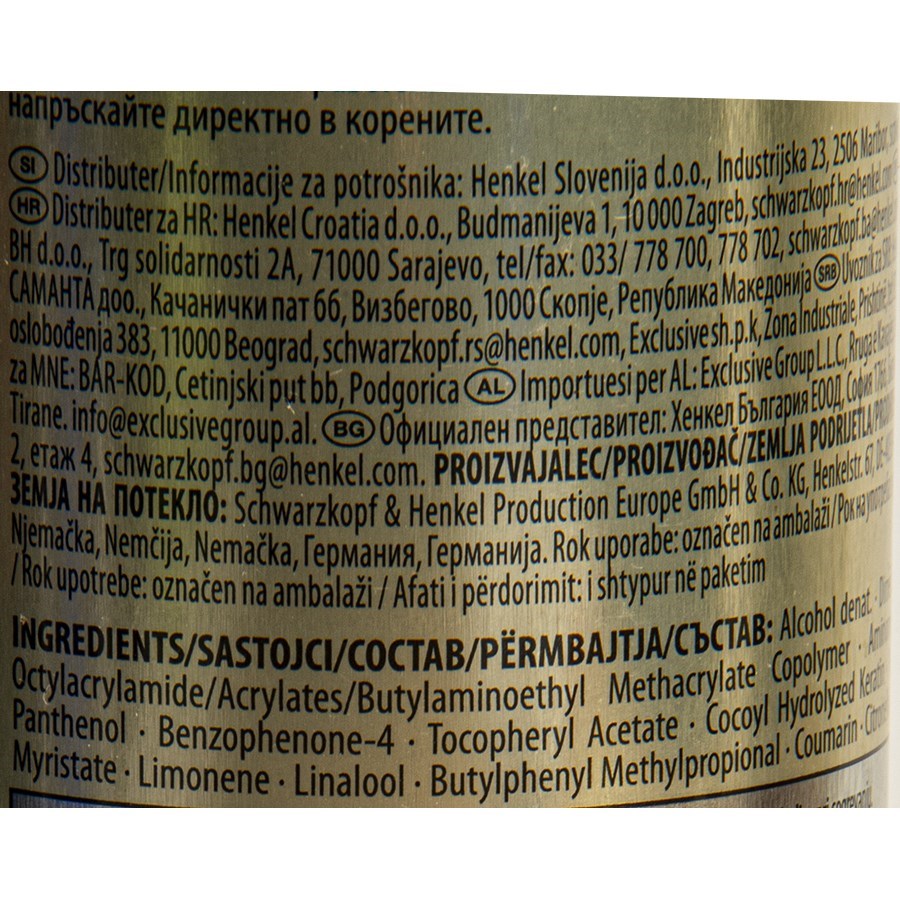 напръскайте директно в корените.
SI Distributer/Informacije za potrošnika: Henkel Slovenija d.o.o., Industrijska 23, 2506 Maribor,
HR Distributer za HR: Henkel Croatia d.o.o., Budmanijeva 1, 10 000 Zagreb, schwarzkopf.hr@henkel.com
BH d.o.o., Trg solidarnosti 2A, 71000 Sarajevo, tel/fax: 033/ 778 700, 778 702, schwarzkopf.ba@henkel
САМАНТА доо., Качанички пат бб, Визбегово, 1000 Скопје, Република Македонија SRB Uvoznik za
oslobođenja 383, 11000 Beograd, schwarzkopf.rs@henkel.com, Exclusive sh.p.k, Zona Industriale, Prishtinë,
za MNE: BAR-KOD, Cetinjski put bb, Podgorica AL Importuesi per AL: Exclusive Group L.L.C, Rruga e
Tirane. info@exclusivegroup.al. BG Официален представител: Хенкел България ЕООД, София 1766,
2, етаж 4, schwarzkopf.bg@henkel.com. PROIZVAJALEC/PROIZVOĐAČ/ZEMLJA PODRIJETLA/
ЗЕМЈА НА ПОТЕКЛО: Schwarzkopf & Henkel Production Europe GmbH & Co. KG, Henkelstr. 67,
Njemačka, Nemčija, Nemačka, Германия, Германија. Rok uporabe: označen na ambalaži / Рок на
/ Rok upotrebe: označen na ambalaži / Afati i përdorimit: i shtypur në paketim
INGREDIENTS/SASTOJCI/СОСТАВ/PËRMBAJTJA/СЪСТАВ: Alcohol denat. ·
Octylacrylamide/Acrylates/Butylaminoethyl Methacrylate Copolymer ·
Panthenol · Benzophenone-4 · Tocopheryl Acetate · Cocoyl Hydrolyzed Keratin
Myristate · Limonene · Linalool · Butylphenyl Methylpropional · Coumarin ·